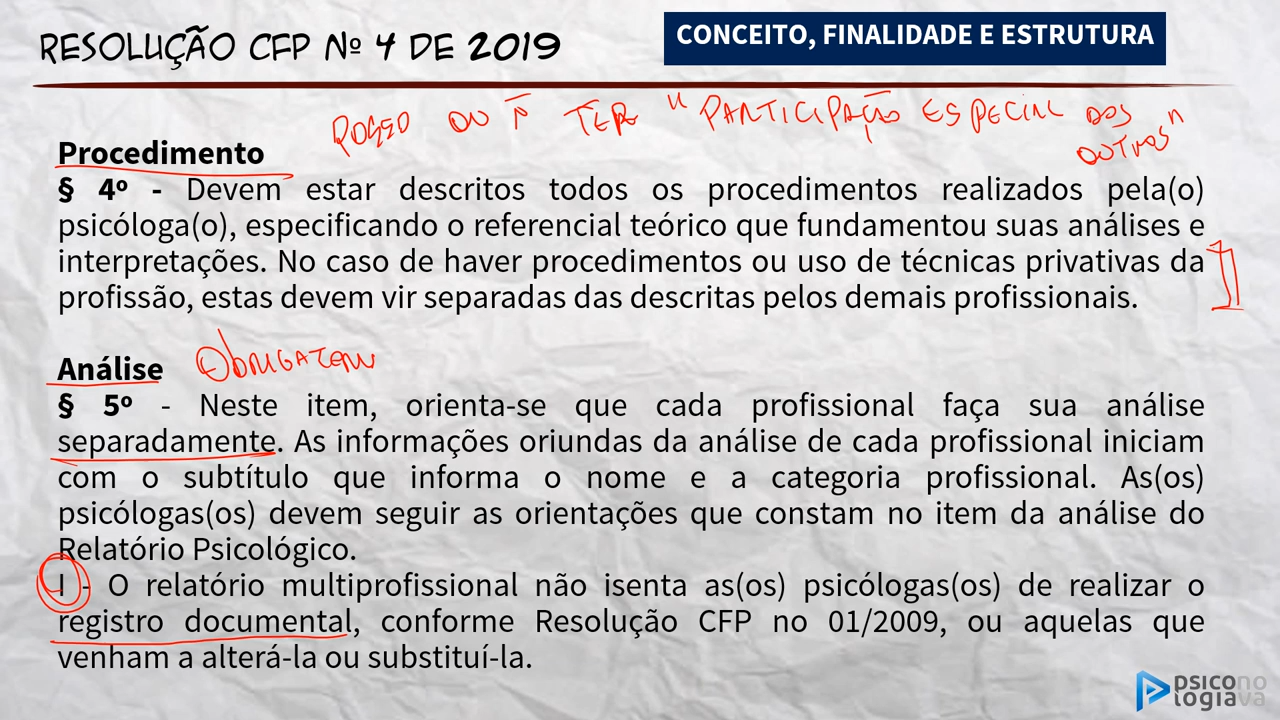 RESOLUÇÃO CFP Nº 4 DE 2019
CONCEITO, FINALIDADE E ESTRUTURA
OU Ñ TER "PARTICIPAÇÃO ESPECIAL DOS
OUTROS"
Procedimento
§ 4º - Devem estar descritos todos os procedimentos realizados pela(o)
psicóloga(o), especificando o referencial teórico que fundamentou suas análises e
interpretações. No caso de haver procedimentos ou uso de técnicas privativas da
profissão, estas devem vir separadas das descritas pelos demais profissionais.
Análise
§ 5º - Neste item, orienta-se que cada profissional faça sua análise
separadamente. As informações oriundas da análise de cada profissional iniciam
com o subtítulo que informa o nome e a categoria profissional. As(os)
psicólogas(os) devem seguir as orientações que constam no item da análise do
Relatório Psicológico.
I - O relatório multiprofissional não isenta as(os) psicólogas(os) de realizar o
registro documental, conforme Resolução CFP no 01/2009, ou aquelas que
venham a alterá-la ou substituí-la.
psicono
logiava